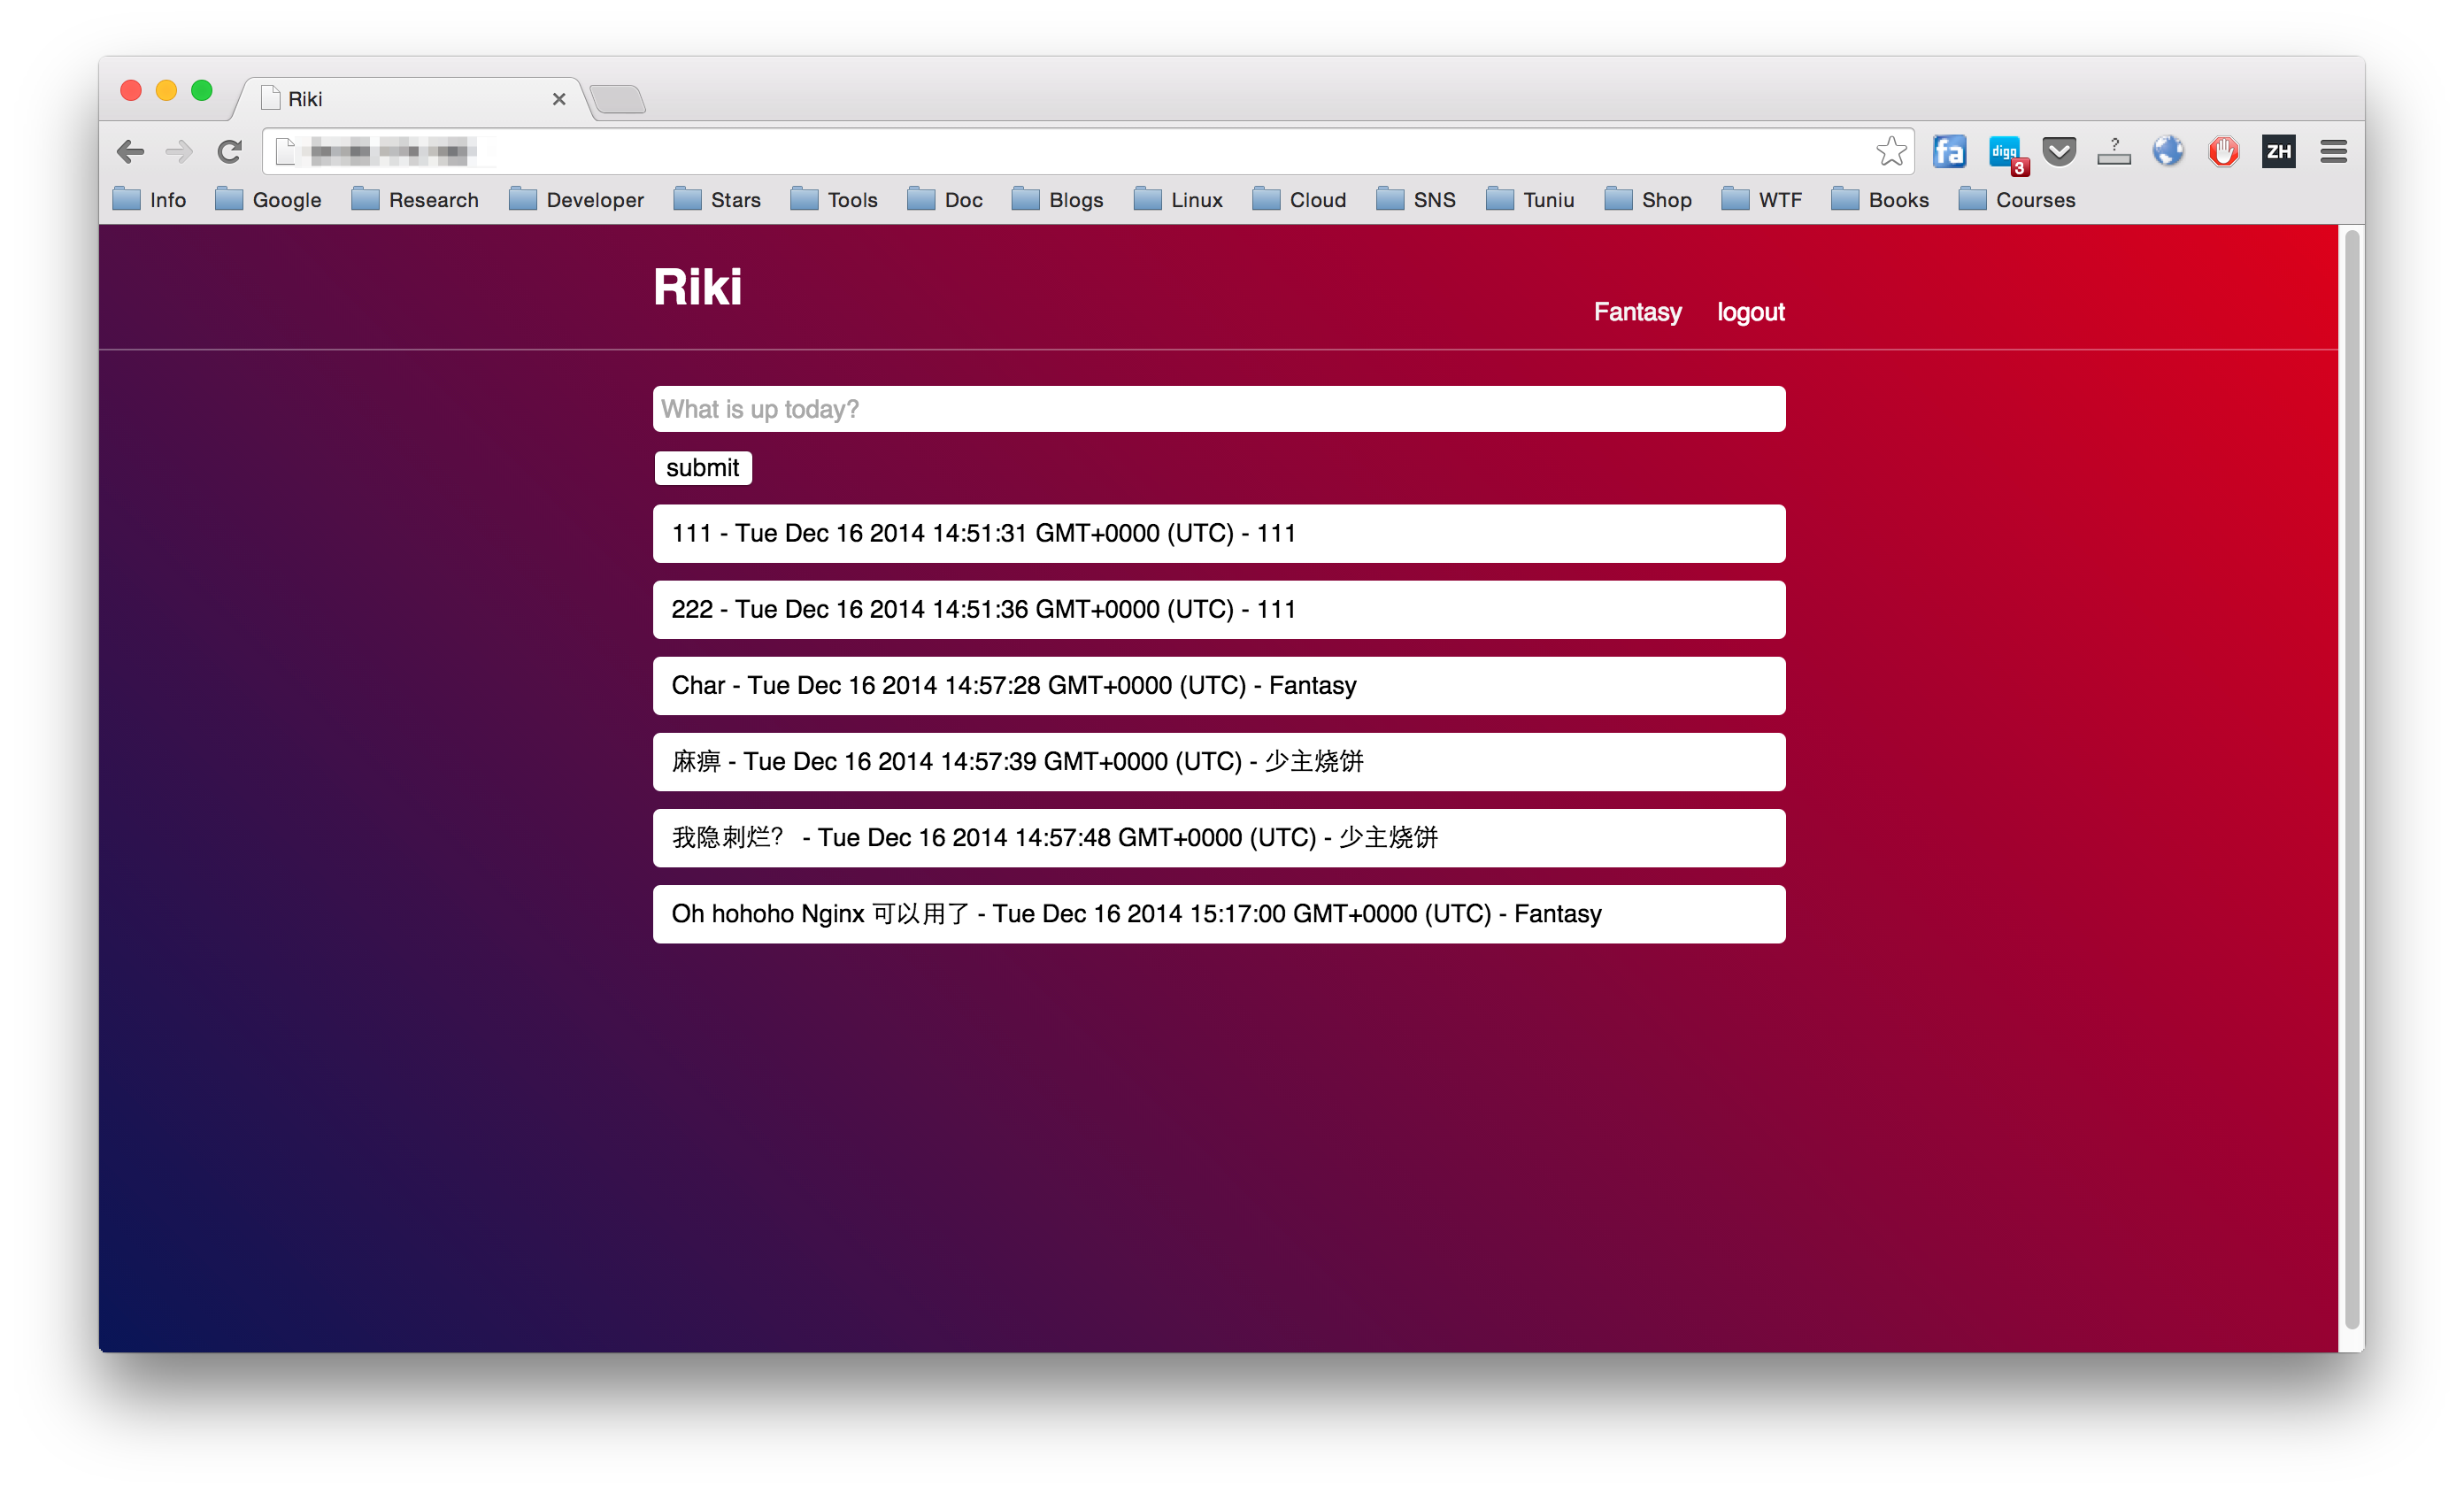 Riki
fa
digg
3
?
ZH
Info Google Research Developer Stars Tools Doc Blogs Linux Cloud SNS Tuniu Shop WTF Books Courses
Riki
Fantasy logout
What is up today?
submit
111 - Tue Dec 16 2014 14:51:31 GMT+0000 (UTC) - 111
222 - Tue Dec 16 2014 14:51:36 GMT+0000 (UTC) - 111
Char - Tue Dec 16 2014 14:57:28 GMT+0000 (UTC) - Fantasy
麻痹 - Tue Dec 16 2014 14:57:39 GMT+0000 (UTC) - 少主烧饼
我隐刺烂？ - Tue Dec 16 2014 14:57:48 GMT+0000 (UTC) - 少主烧饼
Oh hohoho Nginx 可以用了 - Tue Dec 16 2014 15:17:00 GMT+0000 (UTC) - Fantasy